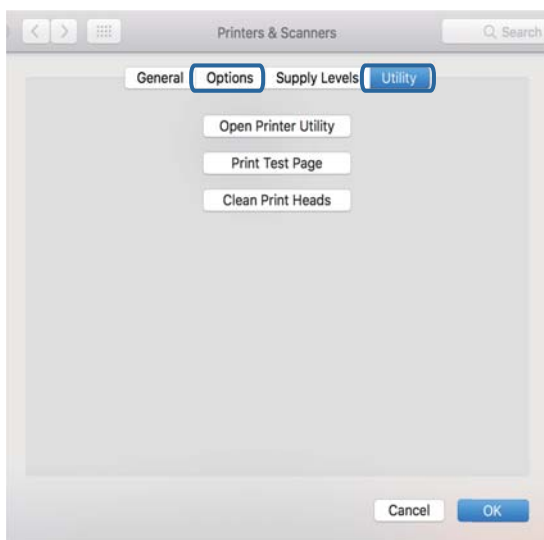 Printers & Scanners Search
General Options Supply Levels Utility
Open Printer Utility
Print Test Page
Clean Print Heads
Cancel OK